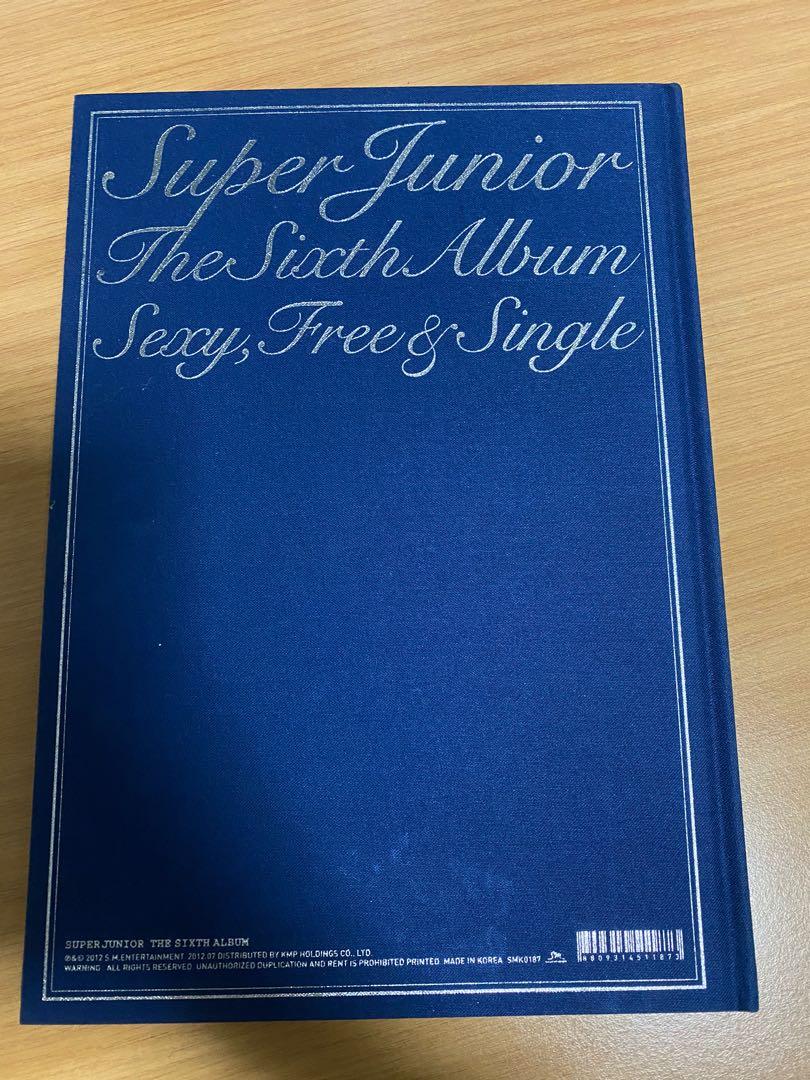 Super Junior
The Sixth Album
Sexy, Free & Single
SUPER JUNIOR THE SIXTH ALBUM
℗&© 2012 S.M.ENTERTAINMENT. 2012.07 DISTRIBUTED BY KMP HOLDINGS CO., LTD.
WARNING : ALL RIGHTS RESERVED. UNAUTHORIZED DUPLICATION AND RENT IS PROHIBITED PRINTED. MADE IN KOREA SMK0187
8809314511873